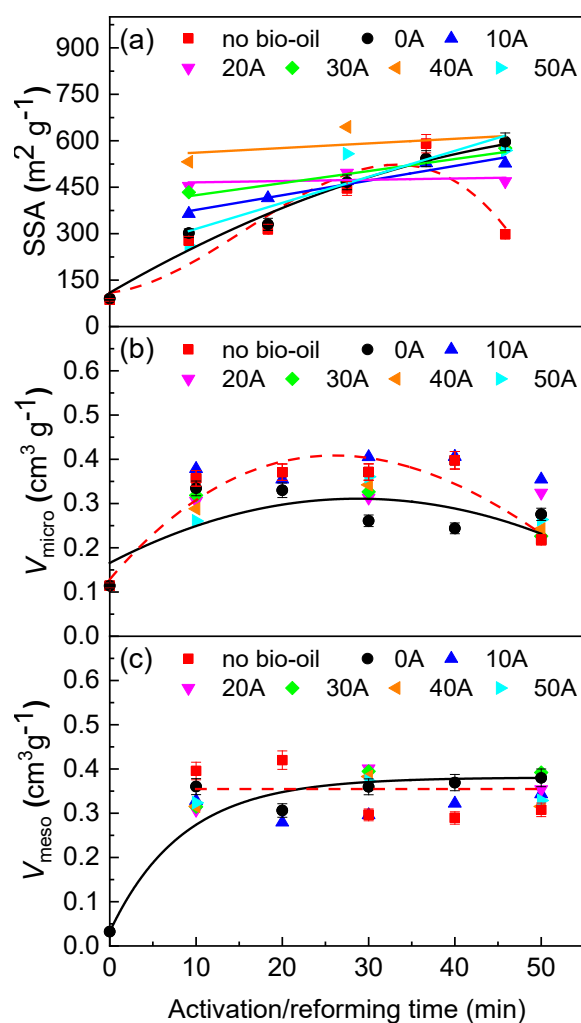 (a)
no bio-oil 0A 10A
20A 30A 40A 50A
900
750
600
450
300
150
0
SSA (m² g⁻¹)
(b)
no bio-oil 0A 10A
20A 30A 40A 50A
0.6
0.5
0.4
0.3
0.2
0.1
0.0
Vmicro (cm³ g⁻¹)
(c)
no bio-oil 0A 10A
20A 30A 40A 50A
0.6
0.5
0.4
0.3
0.2
0.1
0.0
Vmeso (cm³g⁻¹)
0 10 20 30 40 50
Activation/reforming time (min)